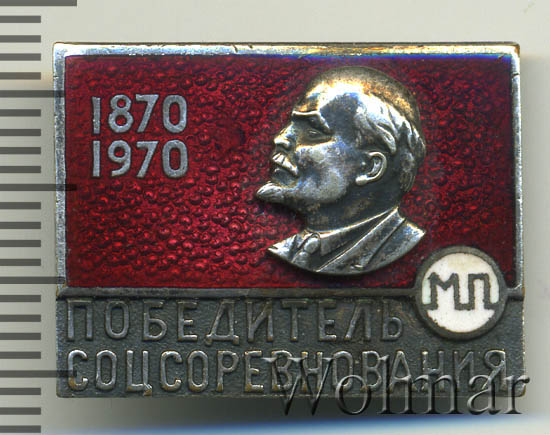 1870
1970
МП
ПОБЕДИТЕЛЬ
СОЦСОРЕВНОВАНИЯ
Wolmar